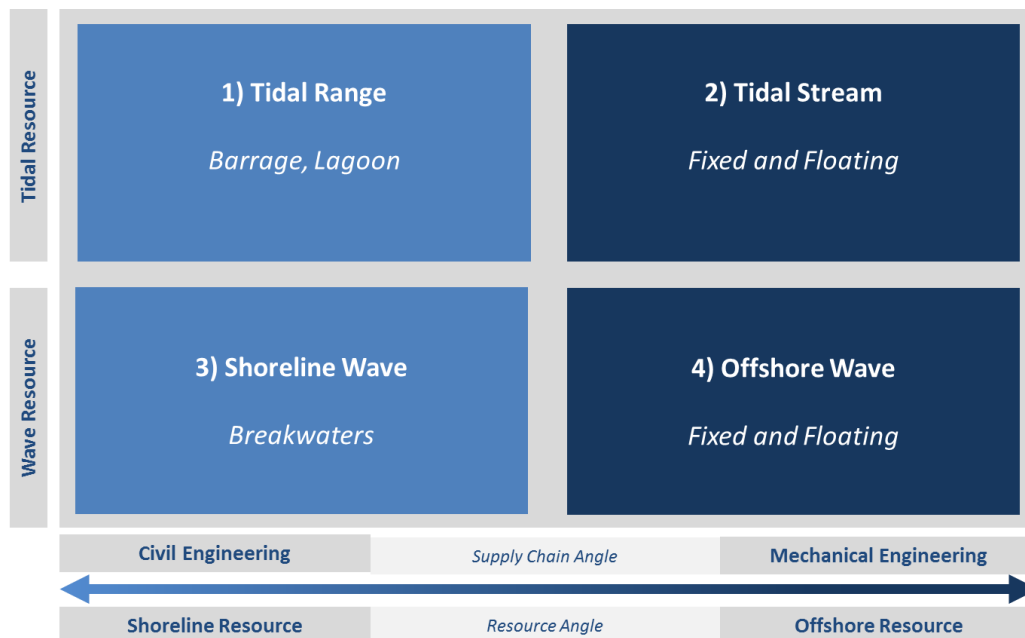 Tidal Resource
1) Tidal Range
Barrage, Lagoon
2) Tidal Stream
Fixed and Floating
Wave Resource
3) Shoreline Wave
Breakwaters
4) Offshore Wave
Fixed and Floating
Civil Engineering
Supply Chain Angle
Mechanical Engineering
Shoreline Resource
Resource Angle
Offshore Resource